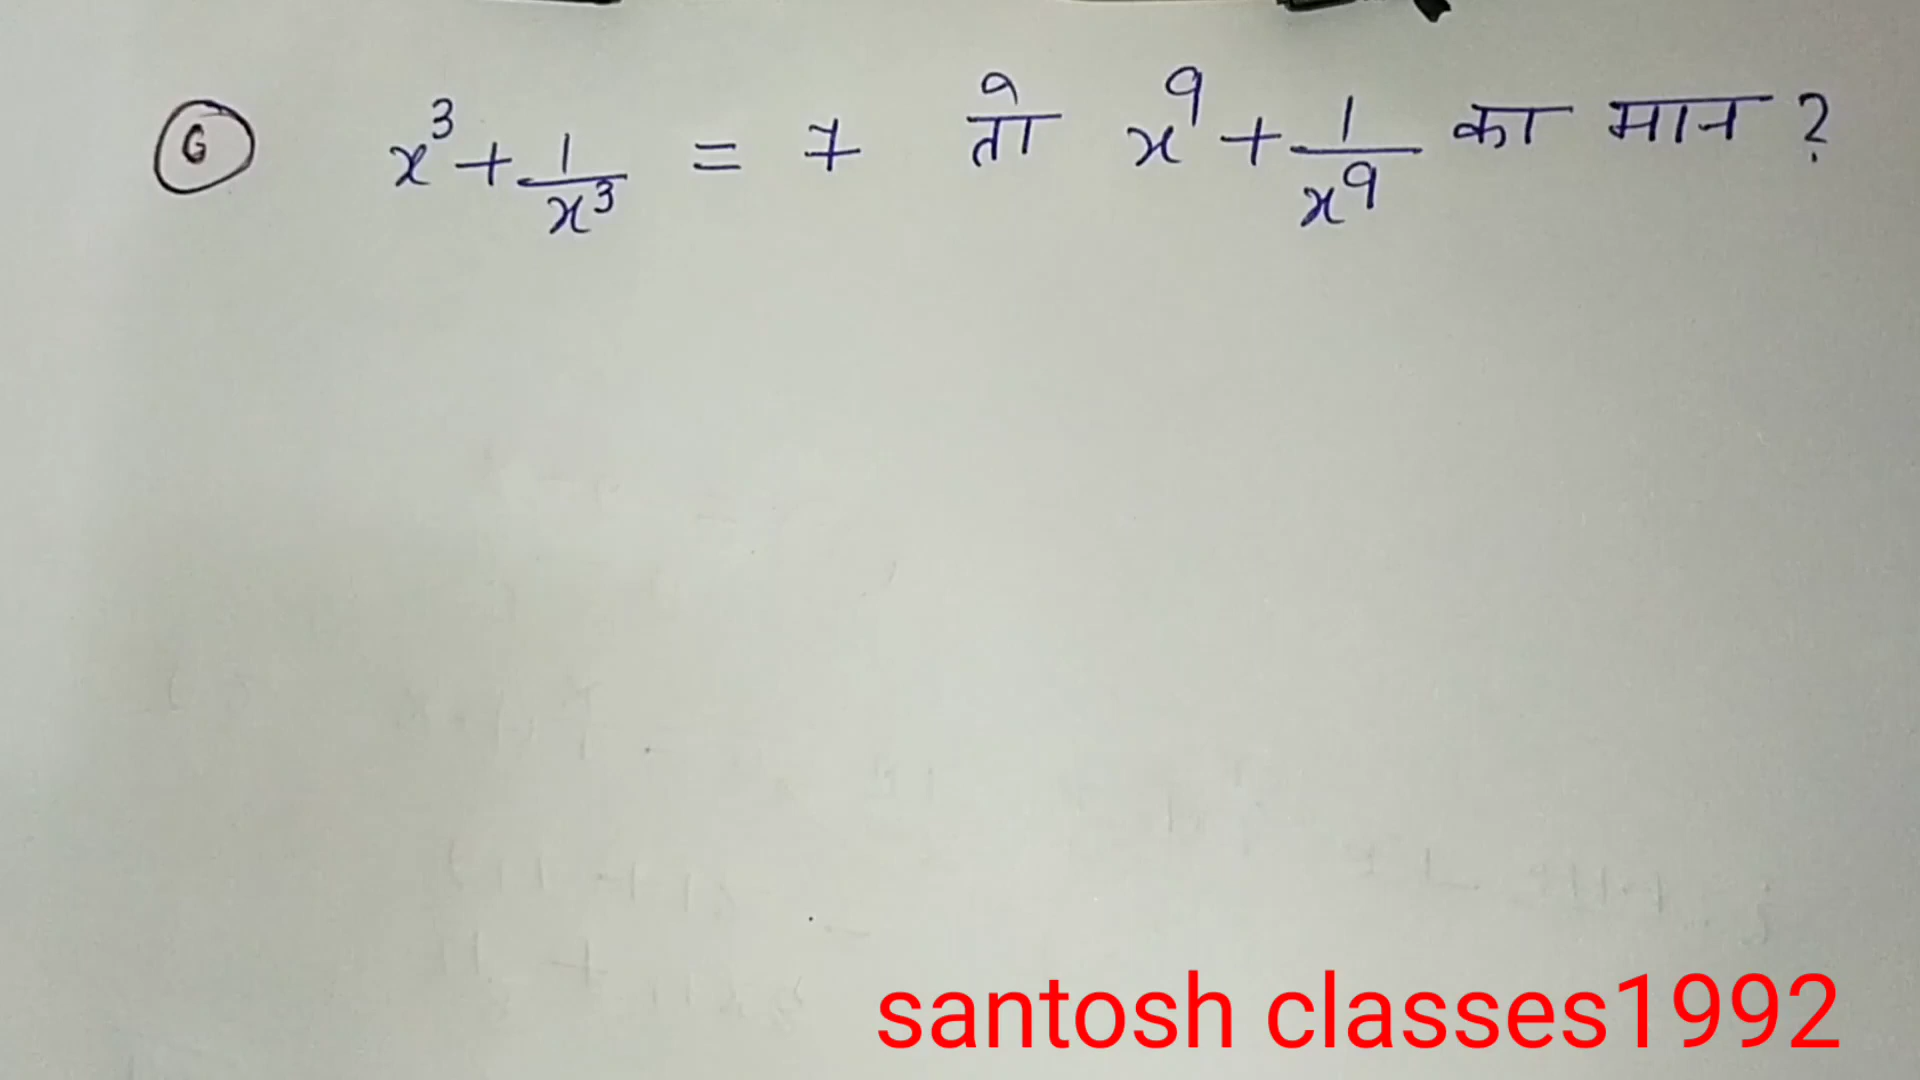 6 x³ + 1/x³ = 7 तो x⁹ + 1/x⁹ का मान ?
santosh classes1992